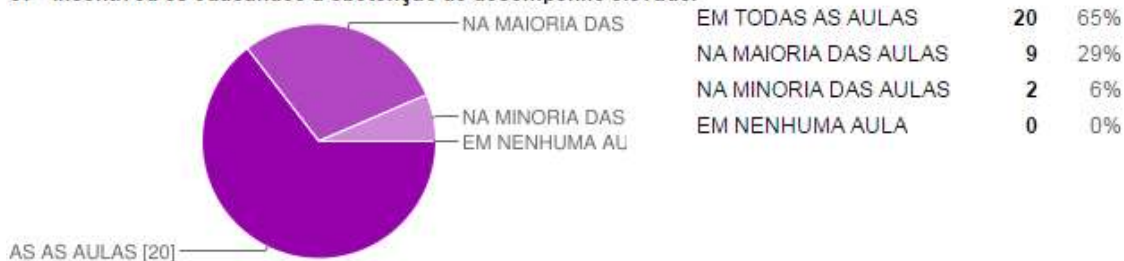 NA MAIORIA DAS
NA MINORIA DAS
EM NENHUMA AU
AS AS AULAS [20]
EM TODAS AS AULAS 20 65%
NA MAIORIA DAS AULAS 9 29%
NA MINORIA DAS AULAS 2 6%
EM NENHUMA AULA 0 0%